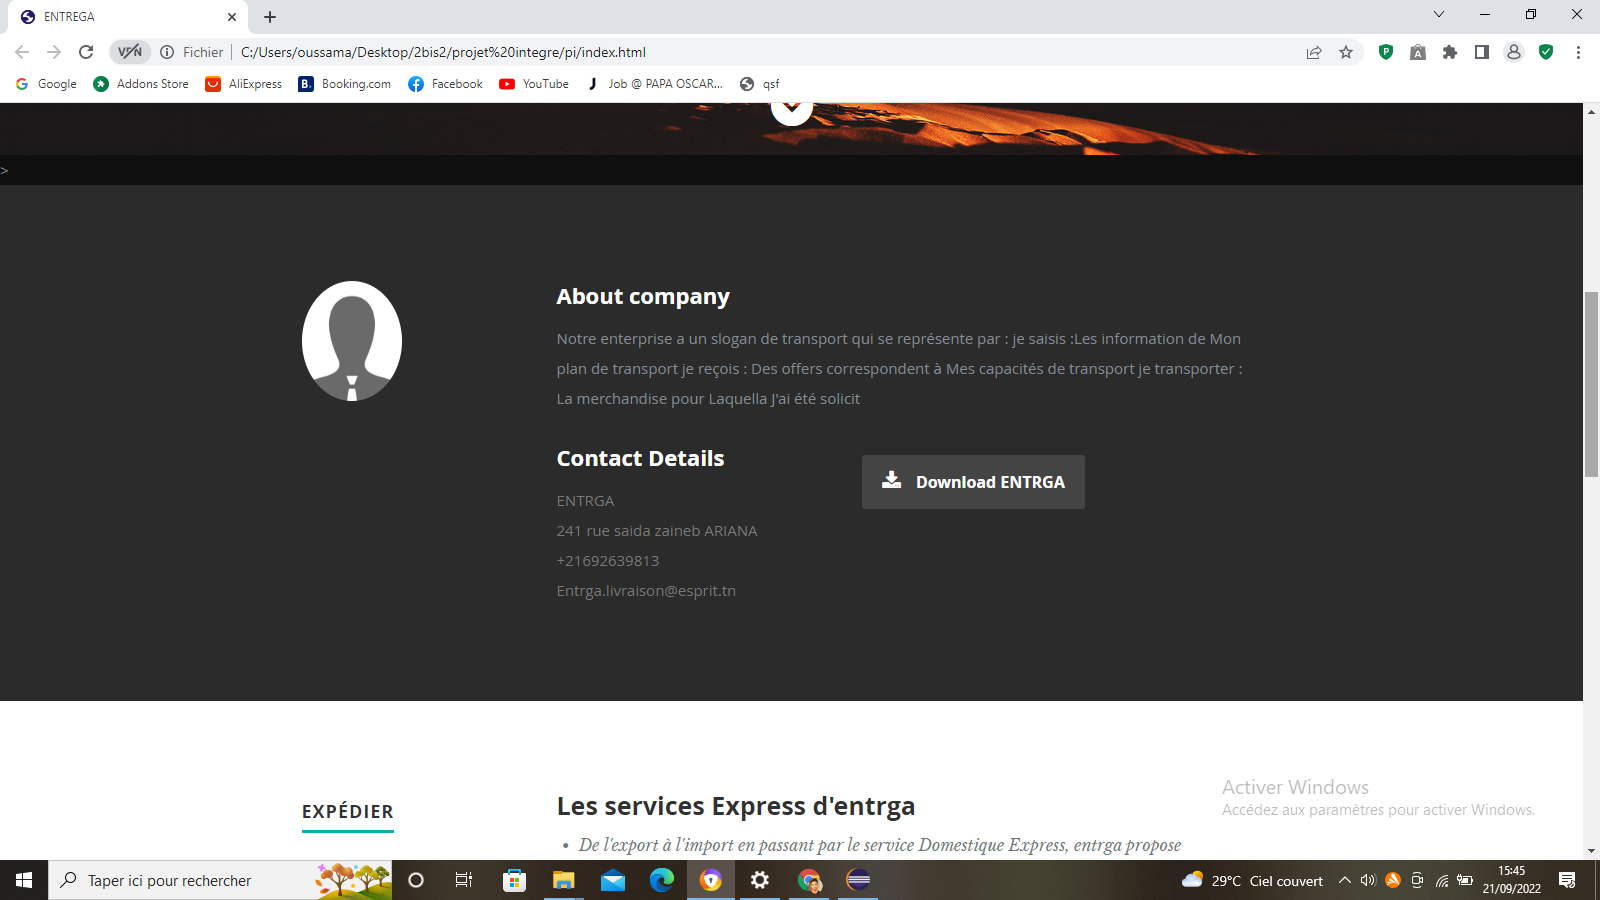 ENTREGA
VPN Fichier C:/Users/oussama/Desktop/2bis2/projet%20integre/pi/index.html
Google Addons Store AliExpress B. Booking.com Facebook YouTube Job @ PAPA OSCAR... qsf
>
About company
Notre enterprise a un slogan de transport qui se représente par : je saisis :Les information de Mon
plan de transport je reçois : Des offers correspondent à Mes capacités de transport je transporter :
La merchandise pour Laquella J'ai été solicit
Contact Details
Download ENTRGA
ENTRGA
241 rue saida zaineb ARIANA
+21692639813
Entrga.livraison@esprit.tn
EXPÉDIER
Les services Express d'entrga
• De l'export à l'import en passant par le service Domestique Express, entrga propose
Activer Windows
Accédez aux paramètres pour activer Windows.
Taper ici pour rechercher
29°C Ciel couvert
15:45
21/09/2022